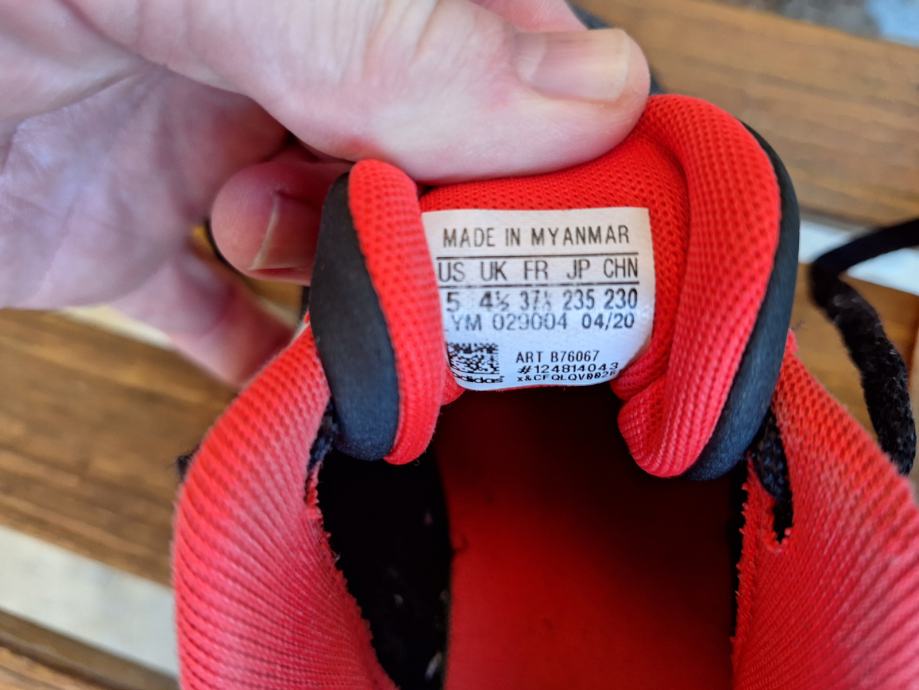 MADE IN MYANMAR
US UK FR JP CHN
5 4½ 37⅓ 235 230
LYM 029004 04/20
ART B76067
#124814043
adidas